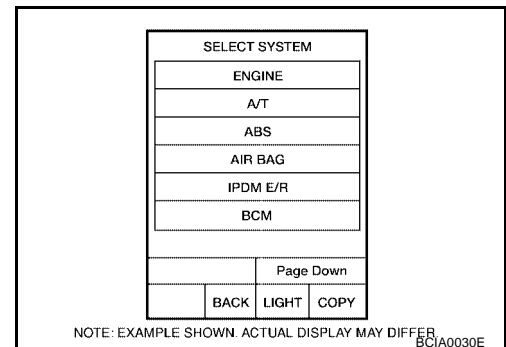 SELECT SYSTEM
ENGINE
A/T
ABS
AIR BAG
IPDM E/R
BCM
Page Down
BACK LIGHT COPY
NOTE: EXAMPLE SHOWN. ACTUAL DISPLAY MAY DIFFER.
BCIA0030E